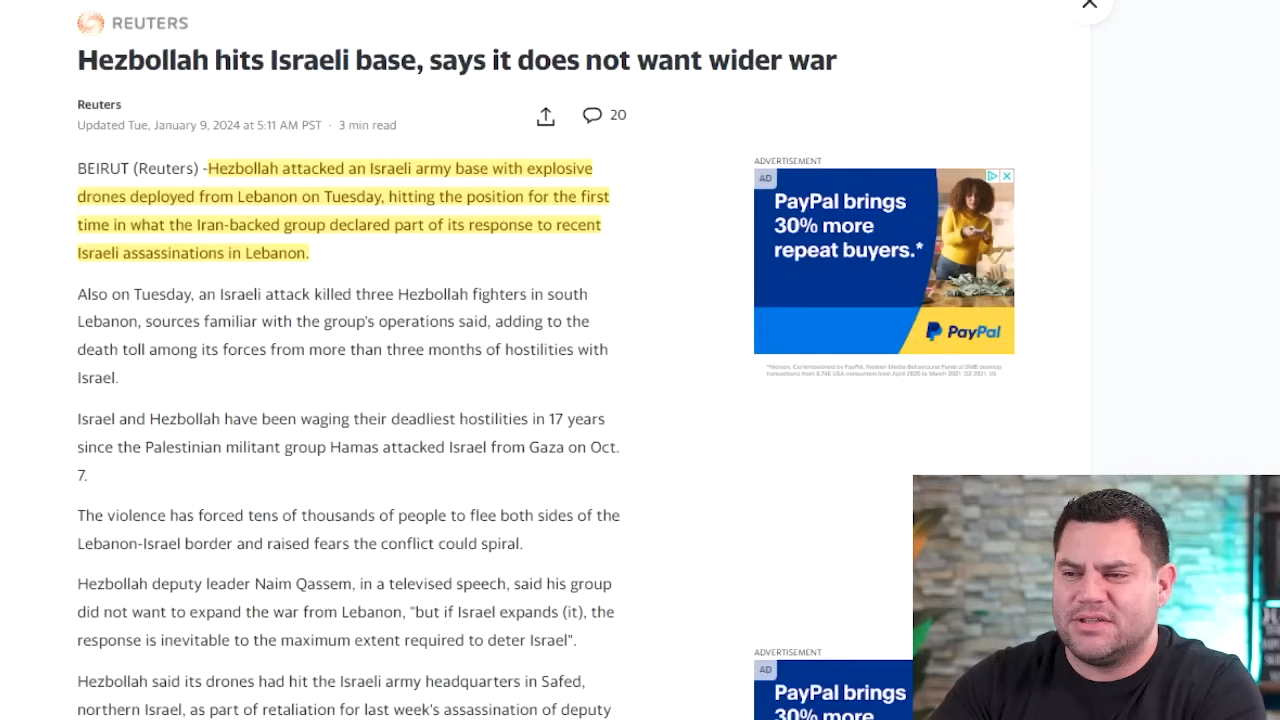 REUTERS
Hezbollah hits Israeli base, says it does not want wider war
Reuters
Updated Tue, January 9, 2024 at 5:11 AM PST · 3 min read
20
BEIRUT (Reuters) -Hezbollah attacked an Israeli army base with explosive
drones deployed from Lebanon on Tuesday, hitting the position for the first
time in what the Iran-backed group declared part of its response to recent
Israeli assassinations in Lebanon.
Also on Tuesday, an Israeli attack killed three Hezbollah fighters in south
Lebanon, sources familiar with the group's operations said, adding to the
death toll among its forces from more than three months of hostilities with
Israel.
Israel and Hezbollah have been waging their deadliest hostilities in 17 years
since the Palestinian militant group Hamas attacked Israel from Gaza on Oct.
7.
The violence has forced tens of thousands of people to flee both sides of the
Lebanon-Israel border and raised fears the conflict could spiral.
Hezbollah deputy leader Naim Qassem, in a televised speech, said his group
did not want to expand the war from Lebanon, "but if Israel expands (it), the
response is inevitable to the maximum extent required to deter Israel".
Hezbollah said its drones had hit the Israeli army headquarters in Safed,
northern Israel, as part of retaliation for last week's assassination of deputy
ADVERTISEMENT
AD
PayPal brings
30% more
repeat buyers.*
PayPal
ADVERTISEMENT
AD
PayPal brings
30% more